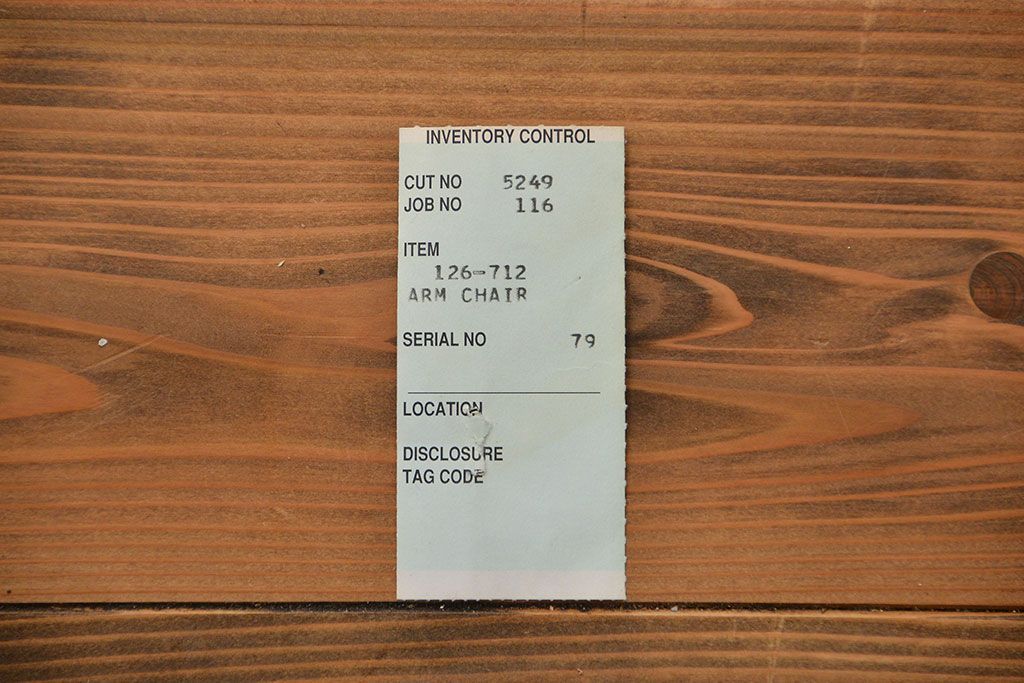 INVENTORY CONTROL
CUT NO 5249
JOB NO 116
ITEM
126-712
ARM CHAIR
SERIAL NO 79
LOCATION
DISCLOSURE
TAG CODE